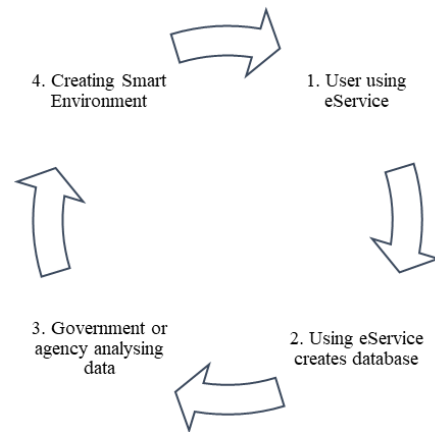 4. Creating Smart
Environment
1. User using
eService
3. Government or
agency analysing
data
2. Using eService
creates database